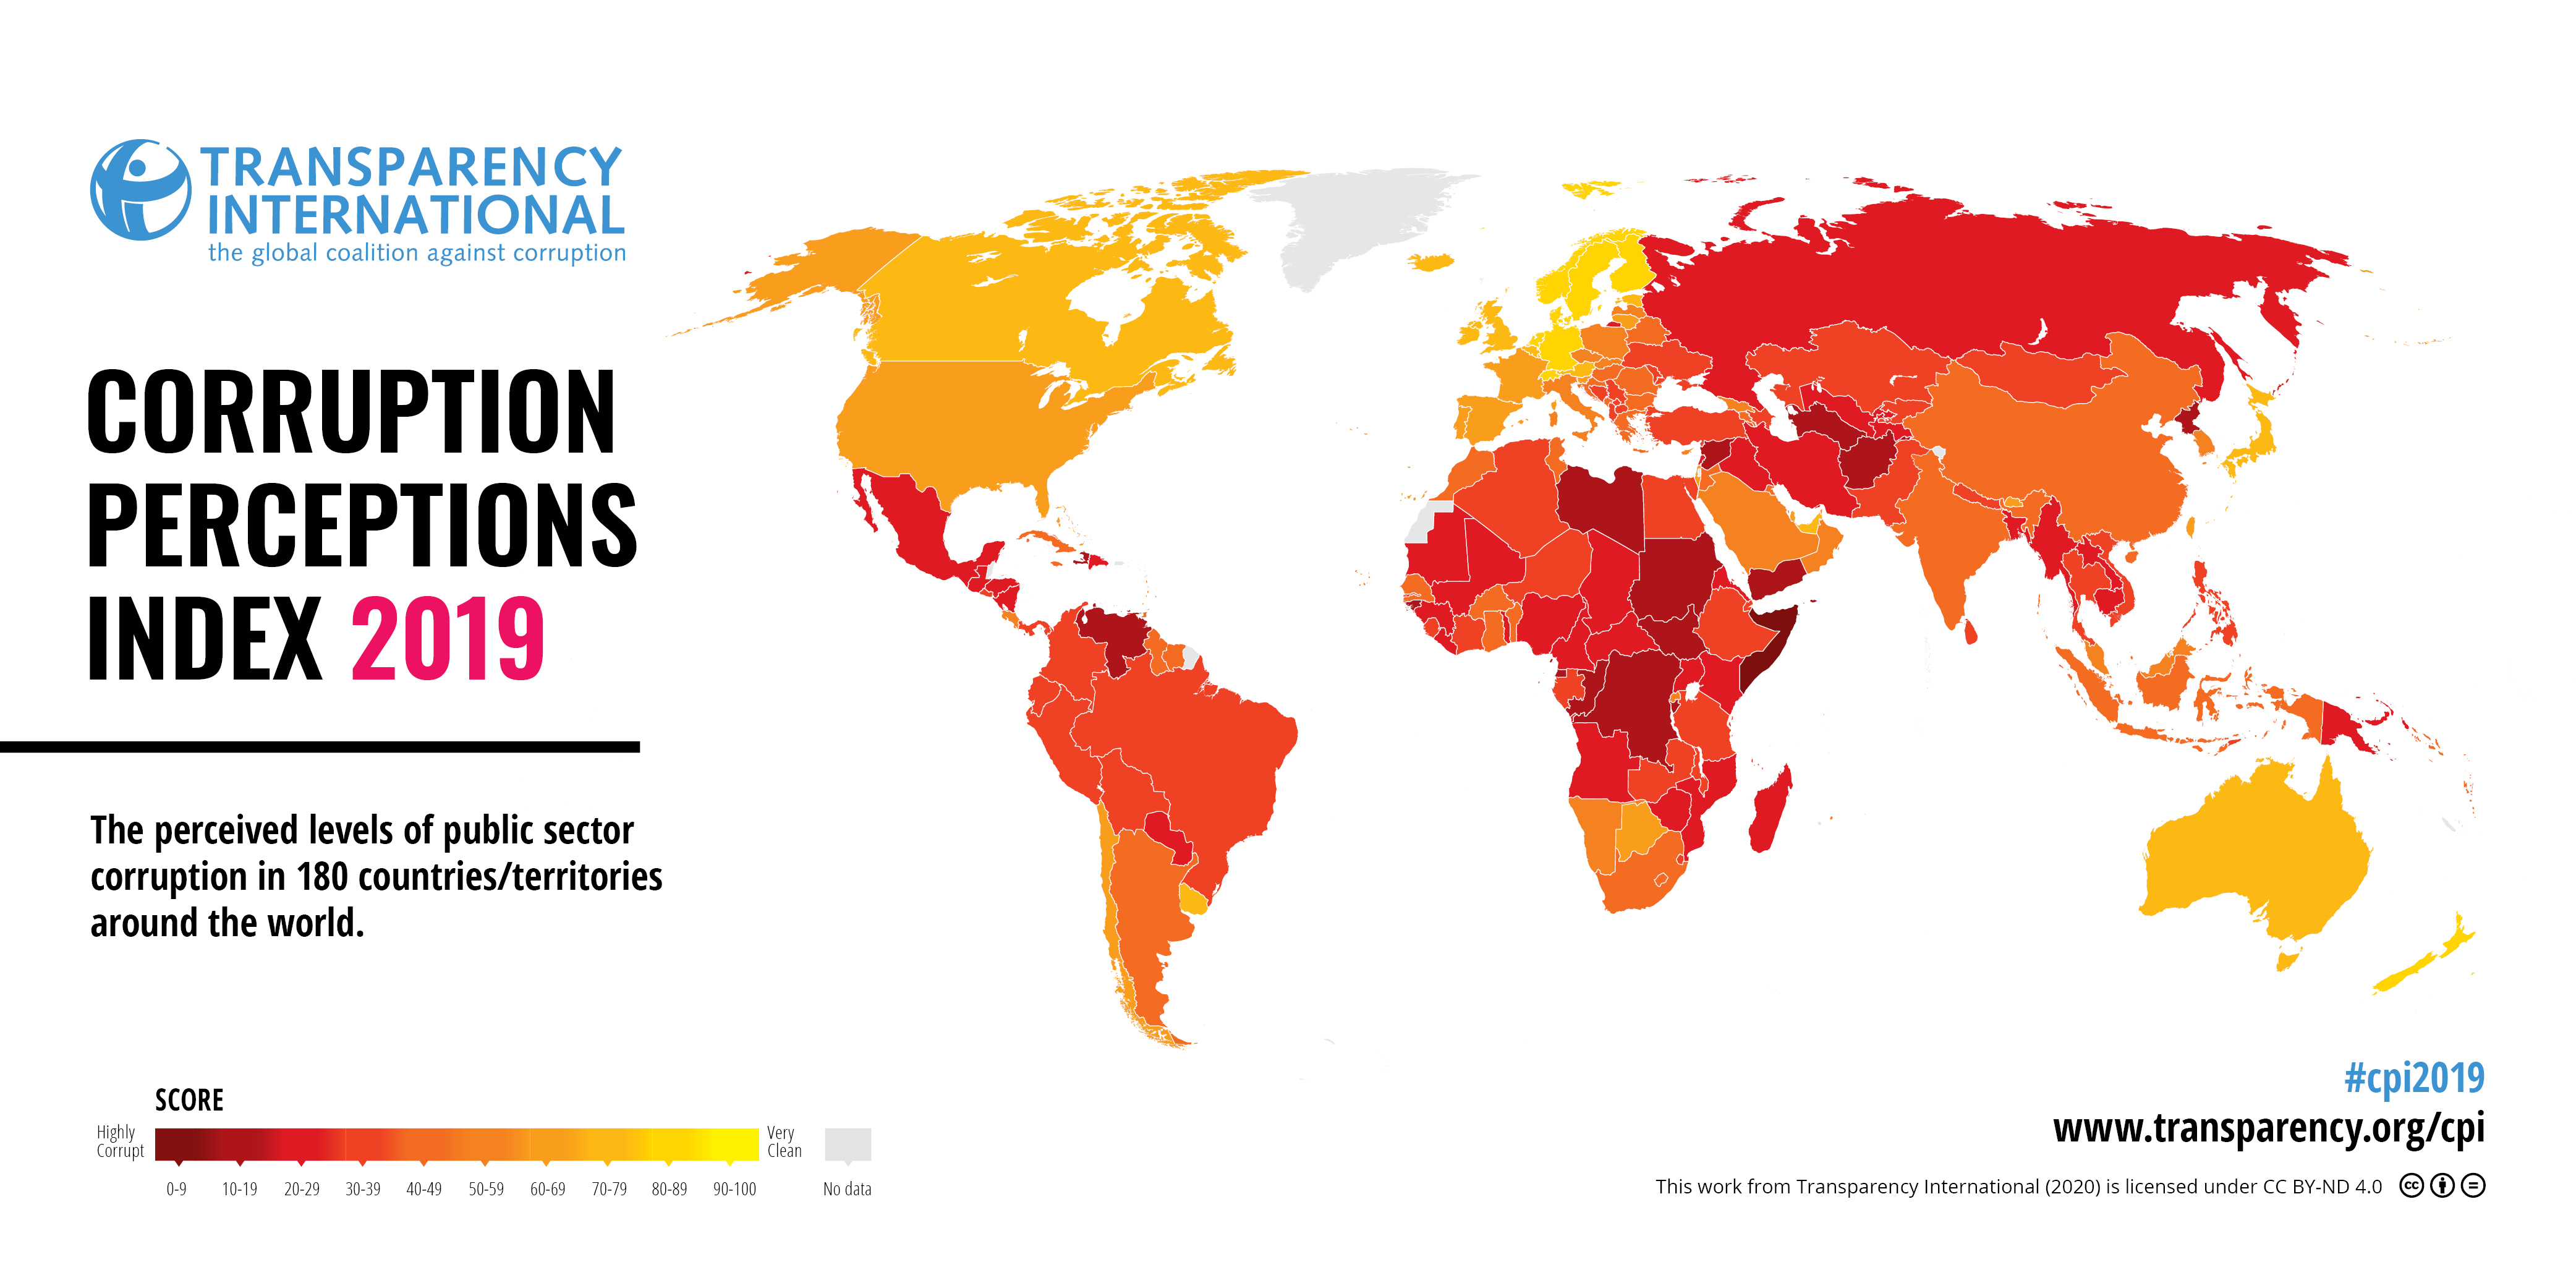 TRANSPARENCY
INTERNATIONAL
the global coalition against corruption
CORRUPTION
PERCEPTIONS
INDEX 2019
The perceived levels of public sector
corruption in 180 countries/territories
around the world.
SCORE
Highly
Corrupt
Very
Clean
0-9 10-19 20-29 30-39 40-49 50-59 60-69 70-79 80-89 90-100 No data
#cpi2019
www.transparency.org/cpi
This work from Transparency International (2020) is licensed under CC BY-ND 4.0 cc